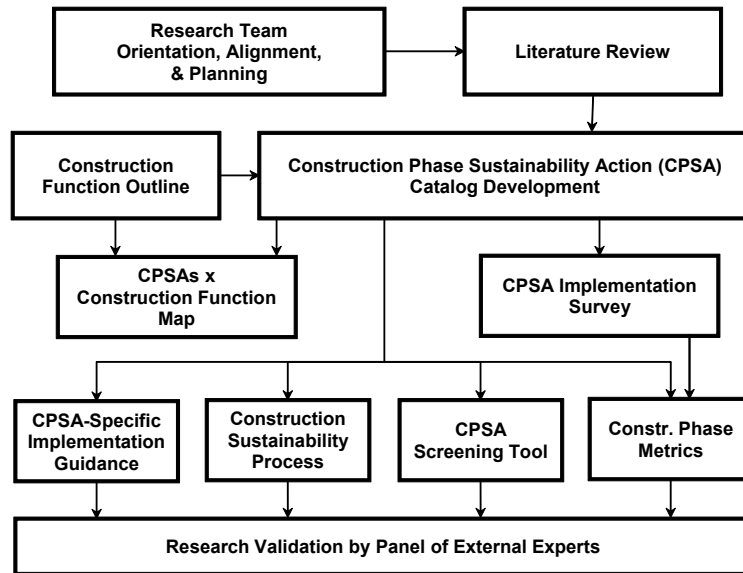 Research Team
Orientation, Alignment,
& Planning
Literature Review
Construction
Function Outline
Construction Phase Sustainability Action (CPSA)
Catalog Development
CPSAs x
Construction Function
Map
CPSA Implementation
Survey
CPSA-Specific
Implementation
Guidance
Construction
Sustainability
Process
CPSA
Screening Tool
Constr. Phase
Metrics
Research Validation by Panel of External Experts